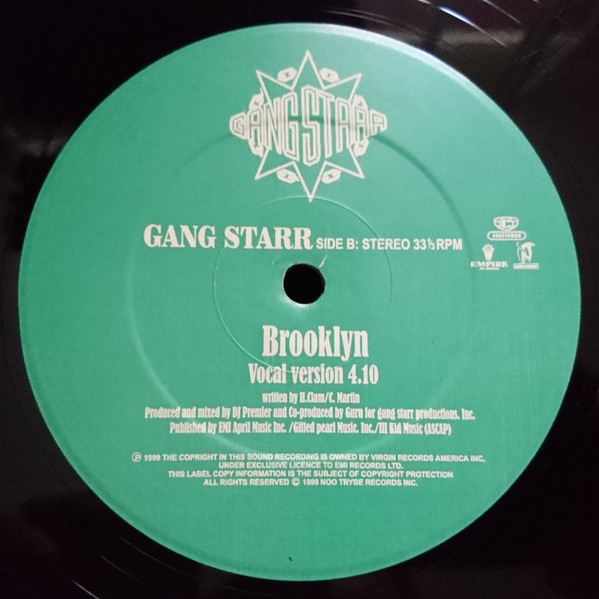 GANGSTARR
GANG STARR SIDE B: STEREO 33⅓RPM
EMPIRE
Brooklyn
Vocal version 4.10
written by H.Clam/C. Martin
Produced and mixed by DJ Premier and Co-produced by Guru for gang starr productions. Inc.
Published by EMI April Music Inc. /Gifted pearl Music. Inc./Ill Kid Music (ASCAP)
℗ 1999 THE COPRIGHT IN THIS SOUND RECORDING IS OWNED BY VIRGIN RECORDS AMERICA INC,
UNDER EXCLUSIVE LICENCE TO EMI RECORDS LTD.
THIS LABEL COPY INFORMATION IS THE SUBJECT OF COPYRIGHT PROTECTION
ALL RIGHTS RESERVED © 1999 NOO TRYBE RECORDS INC.